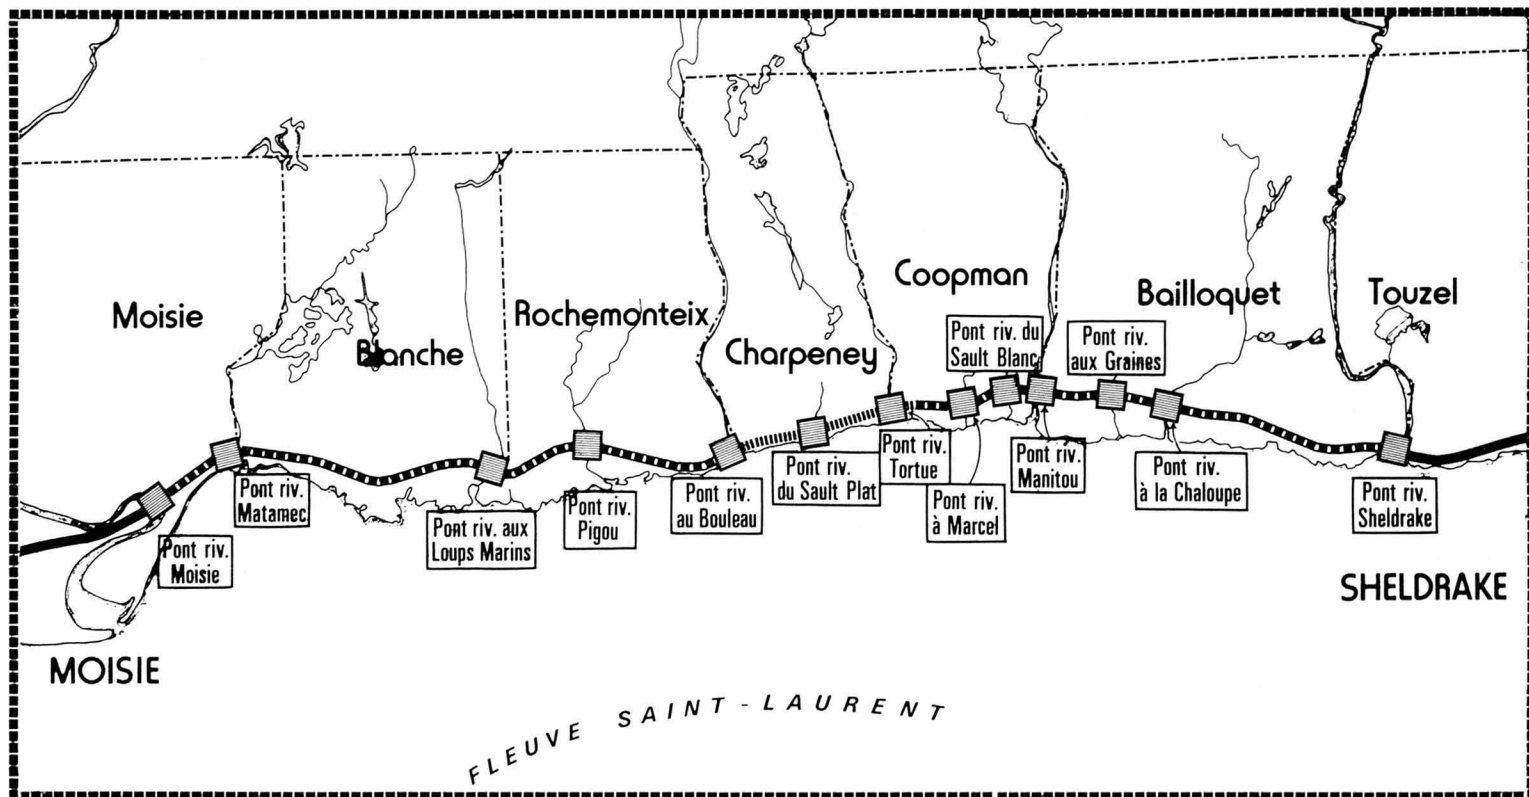 Moisie
Blanche
Rochemonteix
Charpeney
Coopman
Bailloquet
Touzel
Pont riv. du
Sault Blanc
Pont riv.
aux Graines
Pont riv.
Moisie
Pont riv.
Matamec
Pont riv. aux
Loups Marins
Pont riv.
Pigou
Pont riv.
au Bouleau
Pont riv.
du Sault Plat
Pont riv.
Tortue
Pont riv.
à Marcel
Pont riv.
Manitou
Pont riv.
à la Chaloupe
Pont riv.
Sheldrake
MOISIE
SHELDRAKE
FLEUVE SAINT-LAURENT